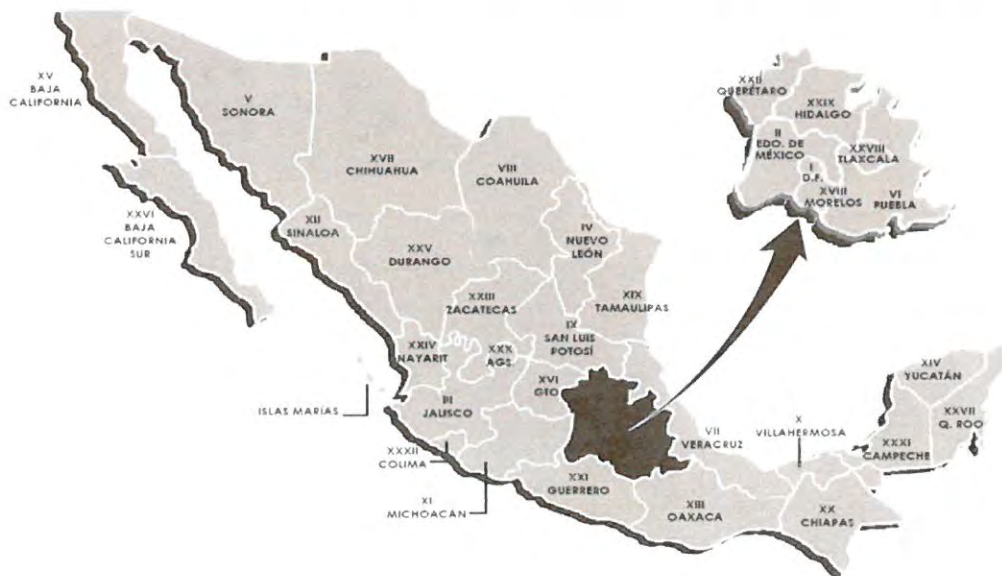 XV
BAJA
CALIFORNIA
V
SONORA
XVII
CHIHUAHUA
VIII
COAHUILA
XXVI
BAJA
CALIFORNIA
SUR
XII
SINALOA
XXV
DURANGO
IV
NUEVO
LEÓN
XXIII
ZACATECAS
XIX
TAMAULIPAS
IX
SAN LUIS
POTOSÍ
XXIV
NAYARIT
XXX
AGS.
XVI
GTO
ISLAS MARÍAS
III
JALISCO
XXXII
COLIMA
XI
MICHOACÁN
XXI
GUERRERO
VII
VERACRUZ
XIII
OAXACA
X
VILLAHERMOSA
XX
CHIAPAS
XIV
YUCATÁN
XXVII
Q. ROO
XXXI
CAMPECHE
XXII
QUERÉTARO
XXIX
HIDALGO
II
EDO. DE
MÉXICO
XXVIII
TLAXCALA
I
D.F.
XVIII
MORELOS
VI
PUEBLA